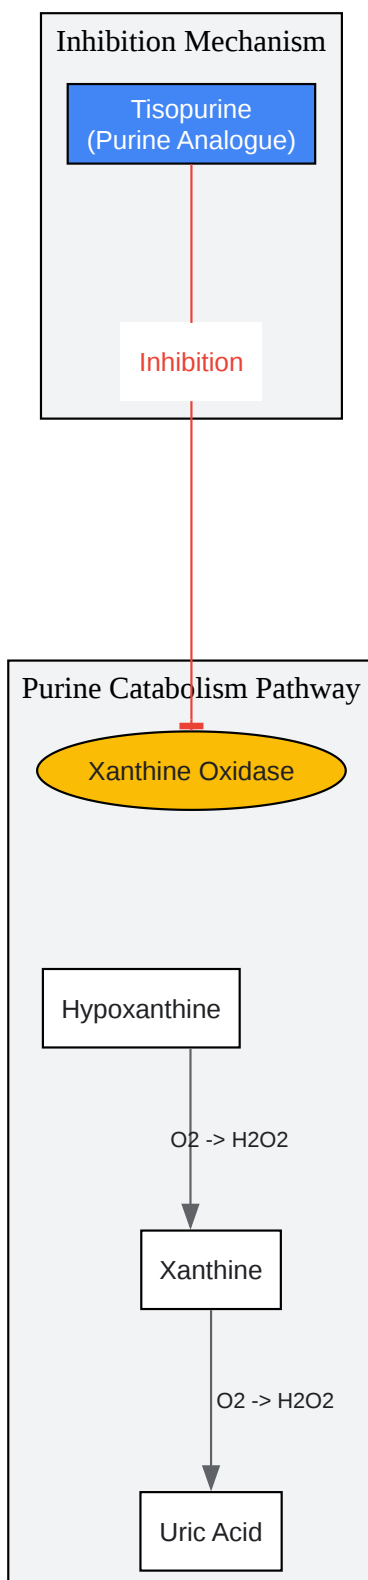 Inhibition Mechanism
Tisopurine
(Purine Analogue)
Inhibition
Purine Catabolism Pathway
Xanthine Oxidase
Hypoxanthine
O2 -> H2O2
Xanthine
O2 -> H2O2
Uric Acid